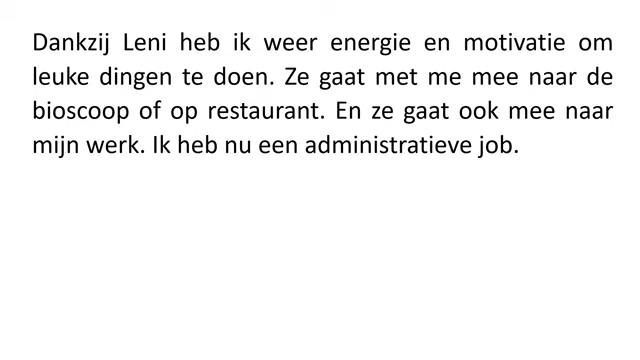 Dankzij Leni heb ik weer energie en motivatie om
leuke dingen te doen. Ze gaat met me mee naar de
bioscoop of op restaurant. En ze gaat ook mee naar
mijn werk. Ik heb nu een administratieve job.